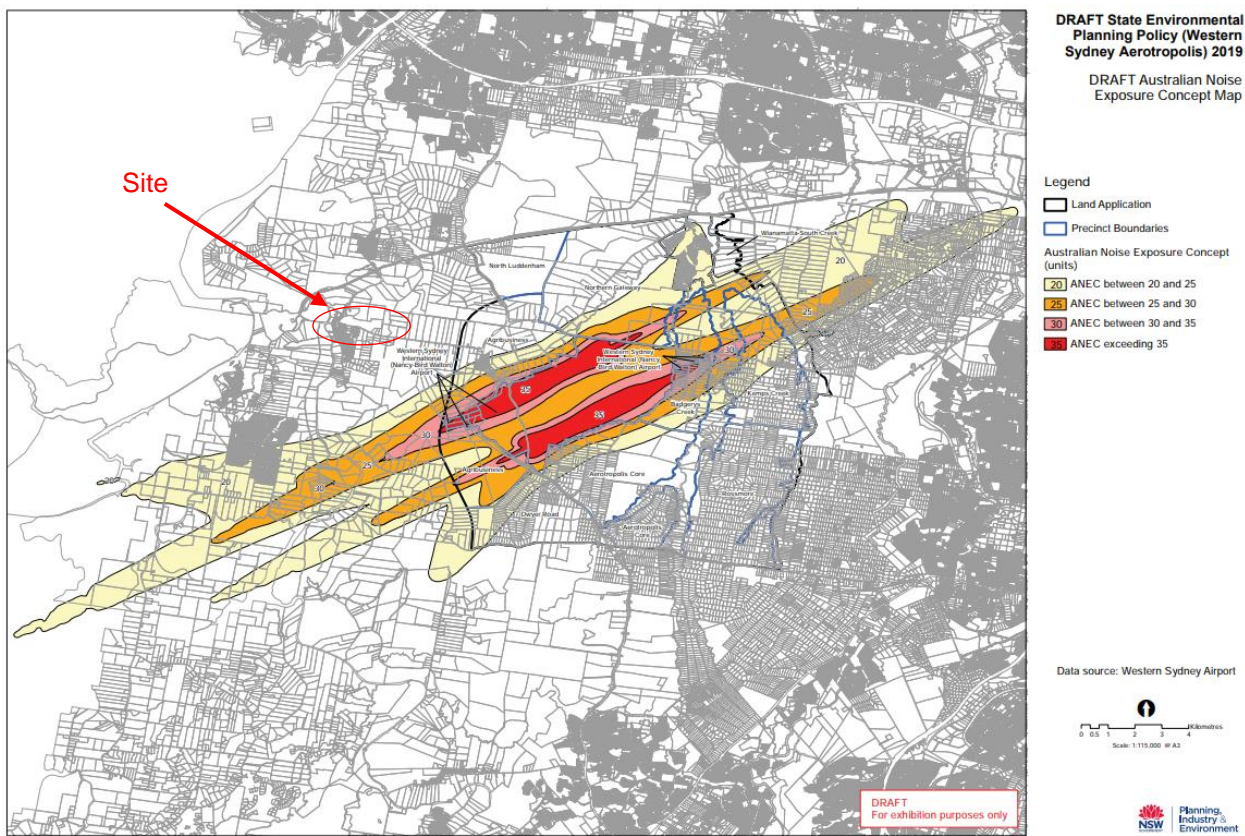 DRAFT State Environmental
Planning Policy (Western
Sydney Aerotropolis) 2019
DRAFT Australian Noise
Exposure Concept Map
Site
Legend
Land Application
Precinct Boundaries
Australian Noise Exposure Concept
(units)
20 ANEC between 20 and 25
25 ANEC between 25 and 30
30 ANEC between 30 and 35
35 ANEC exceeding 35
Wianamatta-South Creek
20
North Luddenham
Northern Gateway
25
Agribusiness
Western Sydney
International
(Nancy-Bird Walton)
Airport
Western Sydney
International (Nancy-
Bird Walton) Airport
30
35
Kemps Creek
Badgerys
Creek
35
30
25
Agribusiness
Aerotropolis Core
20
30
20
Rossmore
Dwyer Road
Aerotropolis
Core
Data source: Western Sydney Airport
0 0.5 1 2 3 4
Kilometres
Scale: 1:115,000 @ A3
DRAFT
For exhibition purposes only
NSW
GOVERNMENT
Planning,
Industry &
Environment